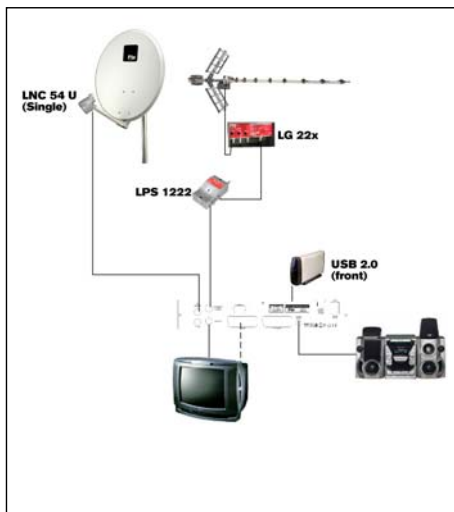 LNC 54 U
(Single)
LG 22x
LPS 1222
USB 2.0
(front)